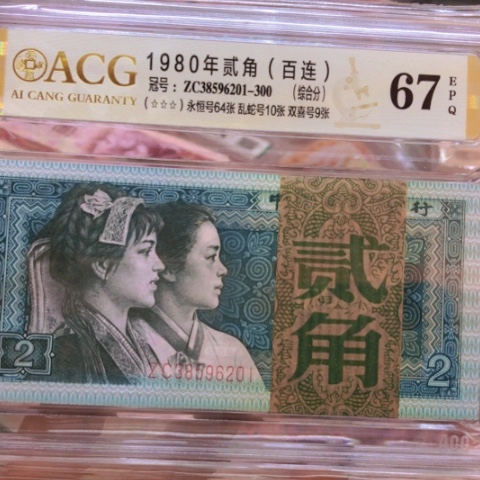 ACG
AI CANG GUARANTY
1980年贰角(百连)
冠号: ZC38596201-300 (综合分)
(☆☆☆) 永恒号64张 乱蛇号10张 双喜号9张
67 EPQ
中
行
贰角
ZC38596201
2
2